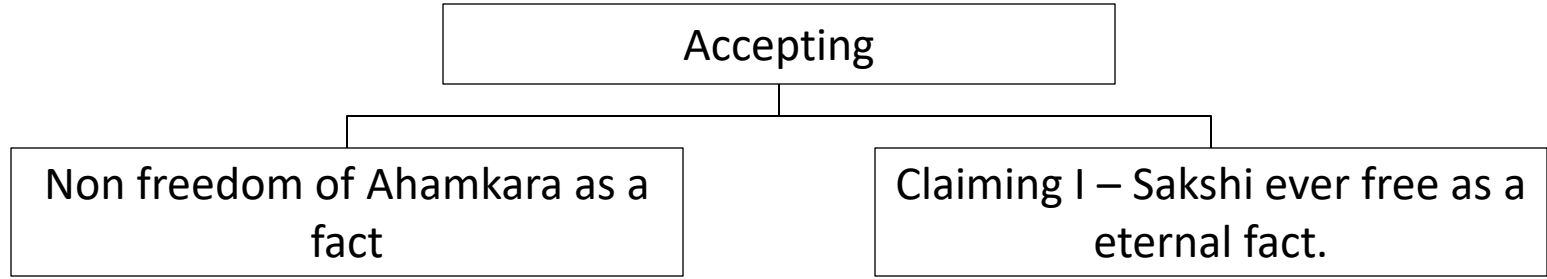 Accepting
Non freedom of Ahamkara as a
fact
Claiming I – Sakshi ever free as a
eternal fact.